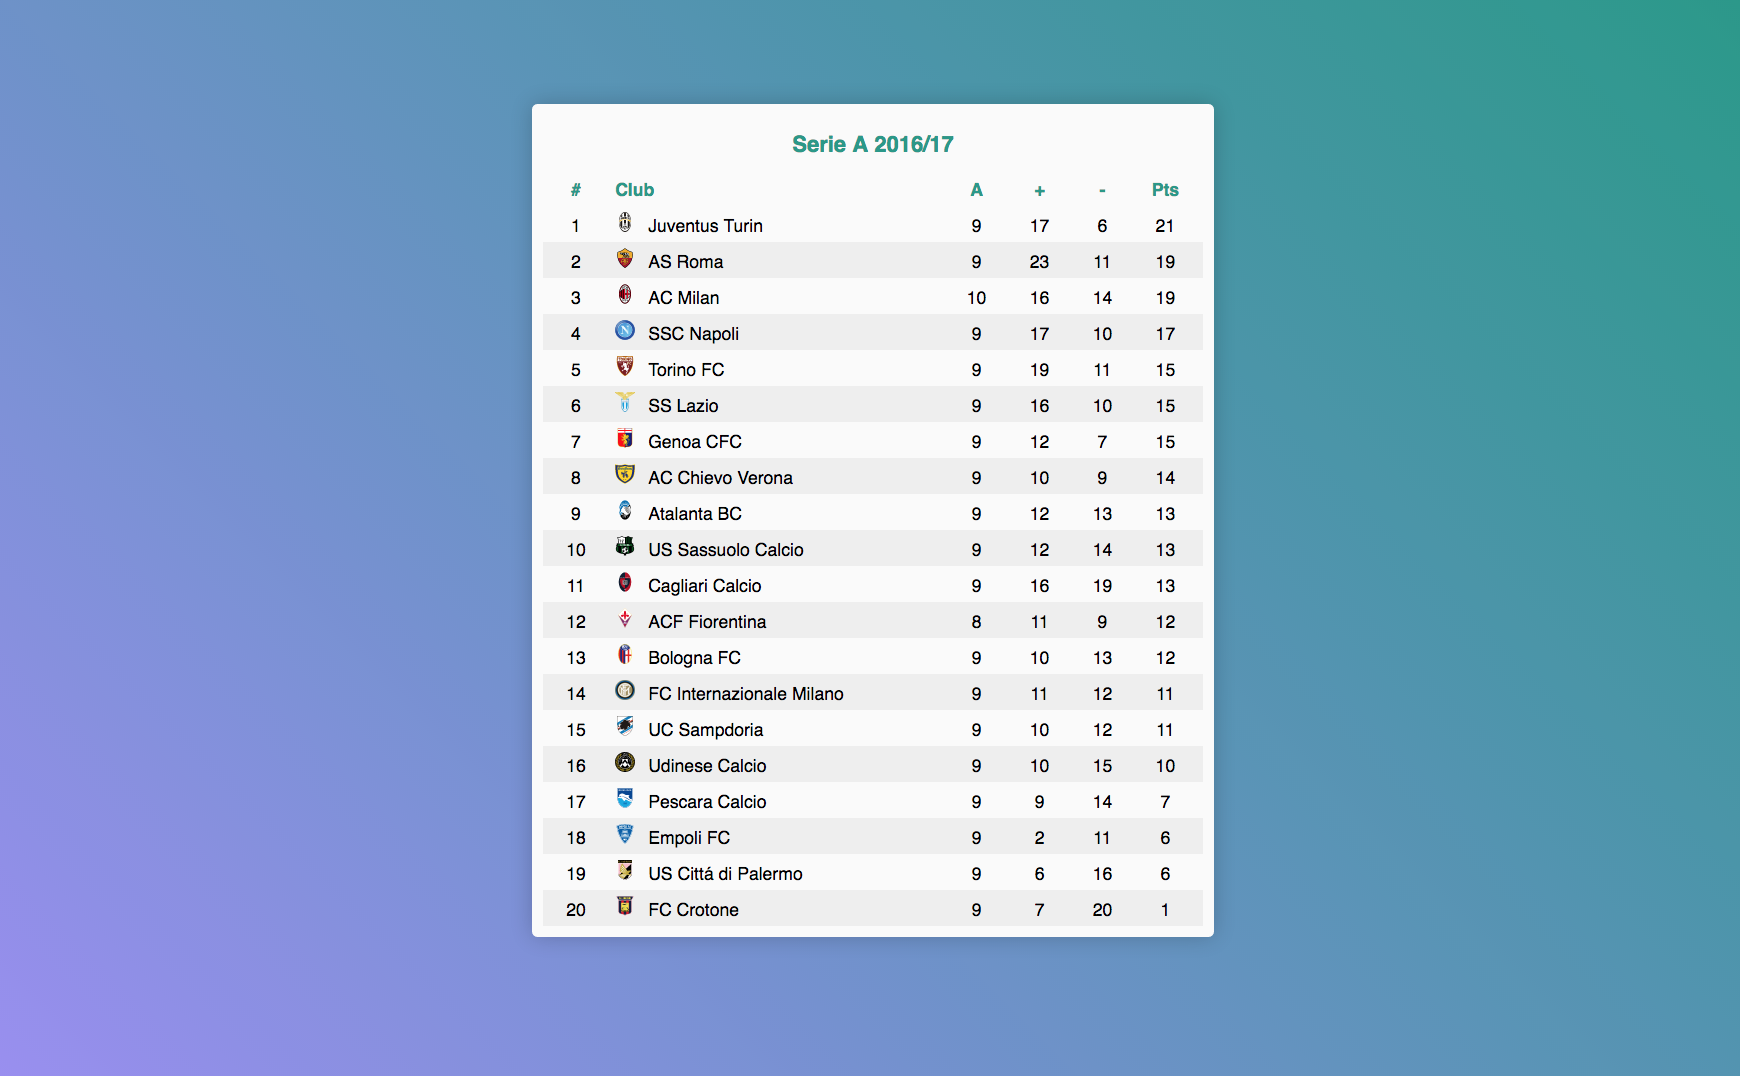 Serie A 2016/17
# Club A + - Pts
1 Juventus Turin 9 17 6 21
2 AS Roma 9 23 11 19
3 AC Milan 10 16 14 19
4 SSC Napoli 9 17 10 17
5 Torino FC 9 19 11 15
6 SS Lazio 9 16 10 15
7 Genoa CFC 9 12 7 15
8 AC Chievo Verona 9 10 9 14
9 Atalanta BC 9 12 13 13
10 US Sassuolo Calcio 9 12 14 13
11 Cagliari Calcio 9 16 19 13
12 ACF Fiorentina 8 11 9 12
13 Bologna FC 9 10 13 12
14 FC Internazionale Milano 9 11 12 11
15 UC Sampdoria 9 10 12 11
16 Udinese Calcio 9 10 15 10
17 Pescara Calcio 9 9 14 7
18 Empoli FC 9 2 11 6
19 US Cittá di Palermo 9 6 16 6
20 FC Crotone 9 7 20 1